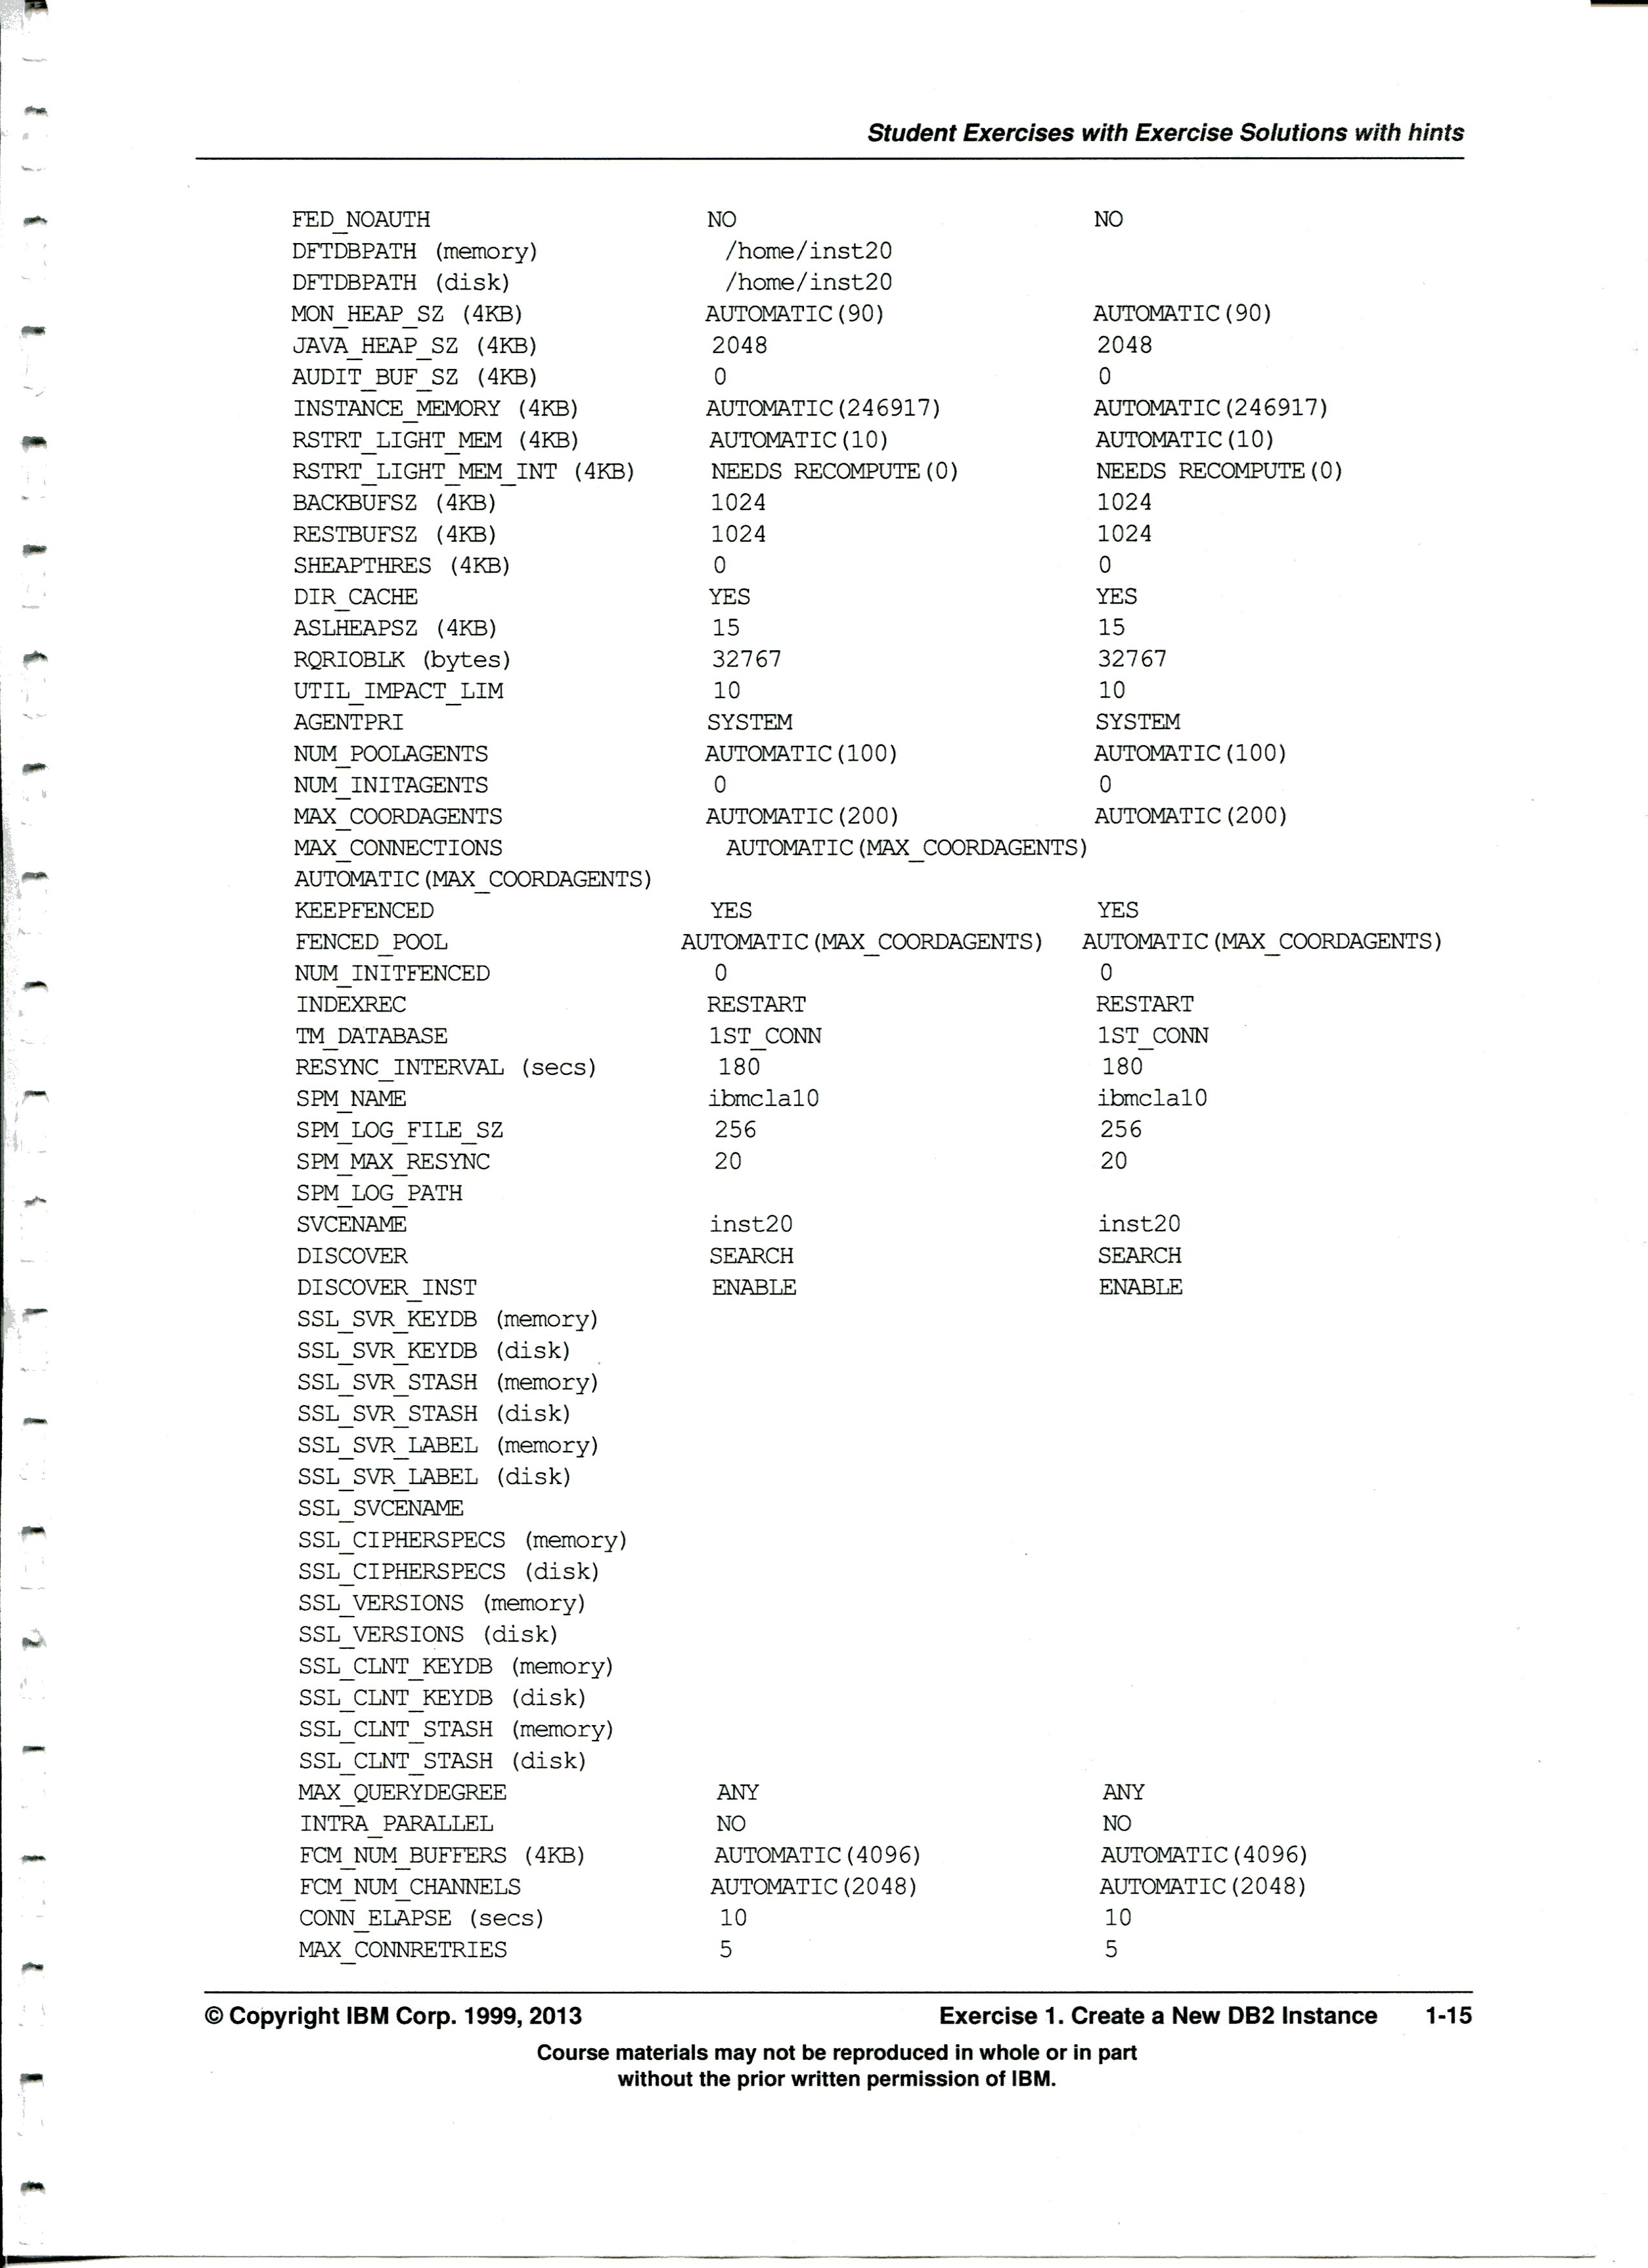 Student Exercises with Exercise Solutions with hints
FED_NOAUTH NO NO
DFTDBPATH (memory) /home/inst20
DFTDBPATH (disk) /home/inst20
MON_HEAP_SZ (4KB) AUTOMATIC(90) AUTOMATIC(90)
JAVA_HEAP_SZ (4KB) 2048 2048
AUDIT_BUF_SZ (4KB) 0 0
INSTANCE_MEMORY (4KB) AUTOMATIC(246917) AUTOMATIC(246917)
RSTRT_LIGHT_MEM (4KB) AUTOMATIC(10) AUTOMATIC(10)
RSTRT_LIGHT_MEM_INT (4KB) NEEDS RECOMPUTE(0) NEEDS RECOMPUTE(0)
BACKBUFSZ (4KB) 1024 1024
RESTBUFSZ (4KB) 1024 1024
SHEAPTHRES (4KB) 0 0
DIR_CACHE YES YES
ASLHEAPSZ (4KB) 15 15
RQRIOBLK (bytes) 32767 32767
UTIL_IMPACT_LIM 10 10
AGENTPRI SYSTEM SYSTEM
NUM_POOLAGENTS AUTOMATIC(100) AUTOMATIC(100)
NUM_INITAGENTS 0 0
MAX_COORDAGENTS AUTOMATIC(200) AUTOMATIC(200)
MAX_CONNECTIONS AUTOMATIC(MAX_COORDAGENTS)
AUTOMATIC(MAX_COORDAGENTS)
KEEPFENCED YES YES
FENCED_POOL AUTOMATIC(MAX_COORDAGENTS) AUTOMATIC(MAX_COORDAGENTS)
NUM_INITFENCED 0 0
INDEXREC RESTART RESTART
TM_DATABASE 1ST_CONN 1ST_CONN
RESYNC_INTERVAL (secs) 180 180
SPM_NAME ibmcla10 ibmcla10
SPM_LOG_FILE_SZ 256 256
SPM_MAX_RESYNC 20 20
SPM_LOG_PATH
SVCENAME inst20 inst20
DISCOVER SEARCH SEARCH
DISCOVER_INST ENABLE ENABLE
SSL_SVR_KEYDB (memory)
SSL_SVR_KEYDB (disk)
SSL_SVR_STASH (memory)
SSL_SVR_STASH (disk)
SSL_SVR_LABEL (memory)
SSL_SVR_LABEL (disk)
SSL_SVCENAME
SSL_CIPHERSPECS (memory)
SSL_CIPHERSPECS (disk)
SSL_VERSIONS (memory)
SSL_VERSIONS (disk)
SSL_CLNT_KEYDB (memory)
SSL_CLNT_KEYDB (disk)
SSL_CLNT_STASH (memory)
SSL_CLNT_STASH (disk)
MAX_QUERYDEGREE ANY ANY
INTRA_PARALLEL NO NO
FCM_NUM_BUFFERS (4KB) AUTOMATIC(4096) AUTOMATIC(4096)
FCM_NUM_CHANNELS AUTOMATIC(2048) AUTOMATIC(2048)
CONN_ELAPSE (secs) 10 10
MAX_CONNRETRIES 5 5
© Copyright IBM Corp. 1999, 2013 Exercise 1. Create a New DB2 Instance 1-15
Course materials may not be reproduced in whole or in part
without the prior written permission of IBM.